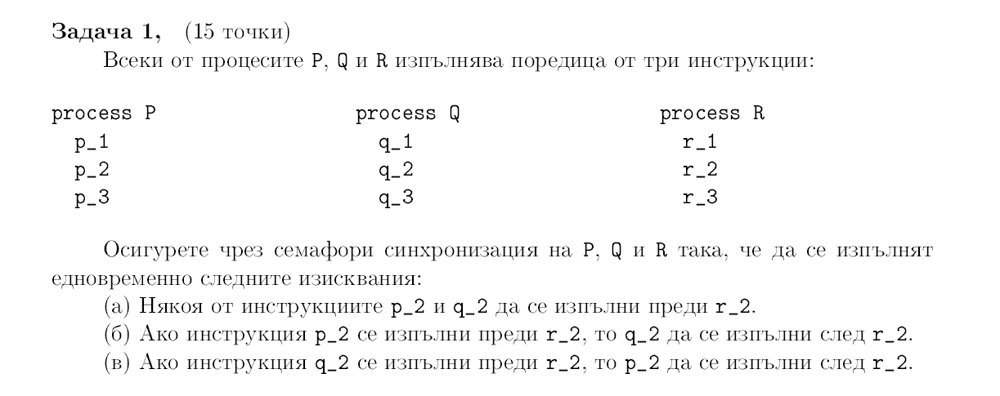 Задача 1, (15 точки)
Всеки от процесите P, Q и R изпълнява поредица от три инструкции:
process P process Q process R
p_1 q_1 r_1
p_2 q_2 r_2
p_3 q_3 r_3
Осигурете чрез семафори синхронизация на P, Q и R така, че да се изпълнят
едновременно следните изисквания:
(а) Някоя от инструкциите p_2 и q_2 да се изпълни преди r_2.
(б) Ако инструкция p_2 се изпълни преди r_2, то q_2 да се изпълни след r_2.
(в) Ако инструкция q_2 се изпълни преди r_2, то p_2 да се изпълни след r_2.